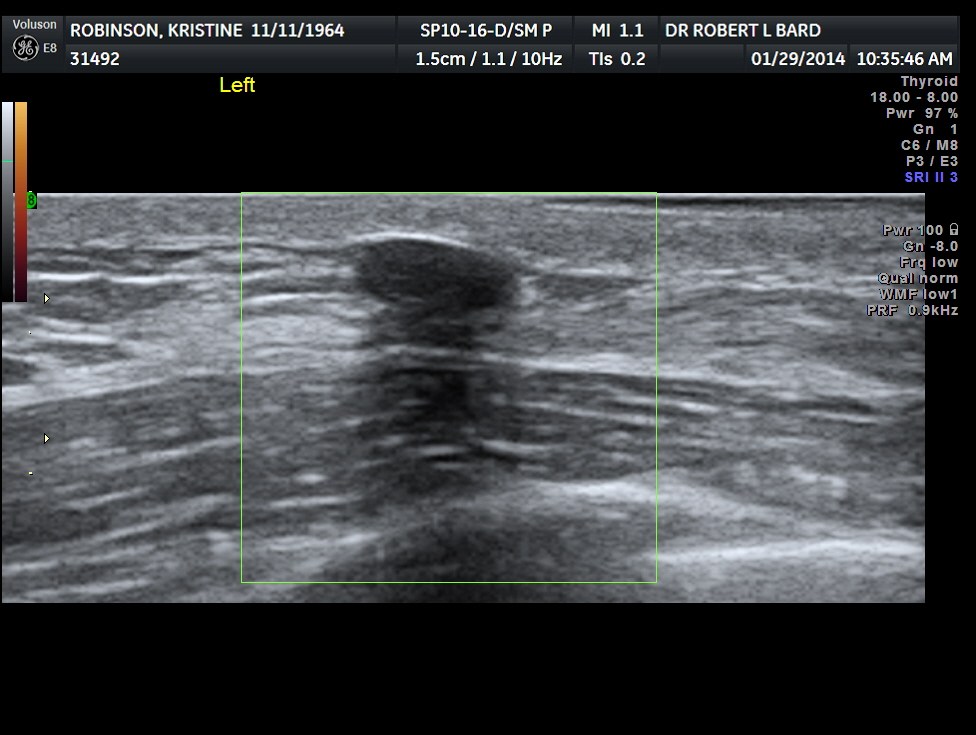 Voluson
E8
ROBINSON, KRISTINE 11/11/1964
SP10-16-D/SM P
MI 1.1
DR ROBERT L BARD
31492
1.5cm / 1.1 / 10Hz
TIs 0.2
01/29/2014 10:35:46 AM
Left
Thyroid
18.00 - 8.00
Pwr 97 %
Gn 1
C6 / M8
P3 / E3
SRI II 3
Pwr 100
Gn -8.0
Frq low
Qual norm
WMF low1
PRF 0.9kHz